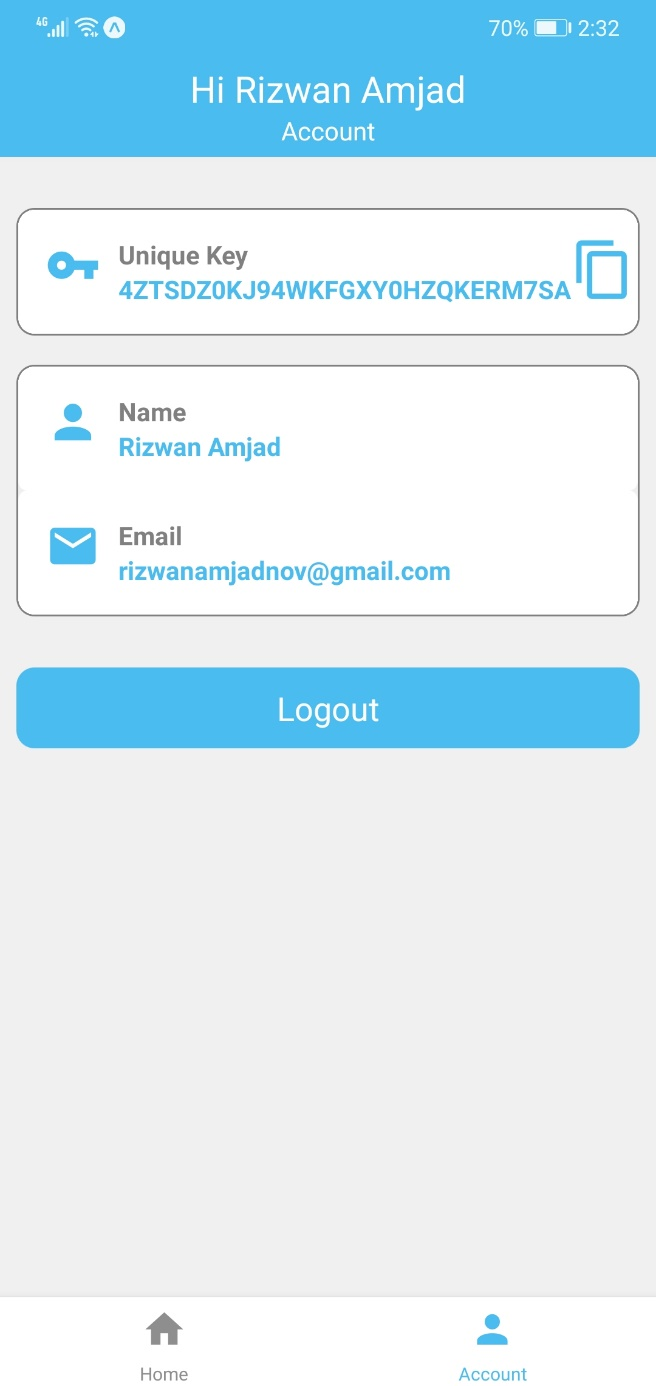 4G
70% 2:32
Hi Rizwan Amjad
Account
Unique Key
4ZTSDZ0KJ94WKFGXY0HZQKERM7SA
Name
Rizwan Amjad
Email
rizwanamjadnov@gmail.com
Logout
Home
Account